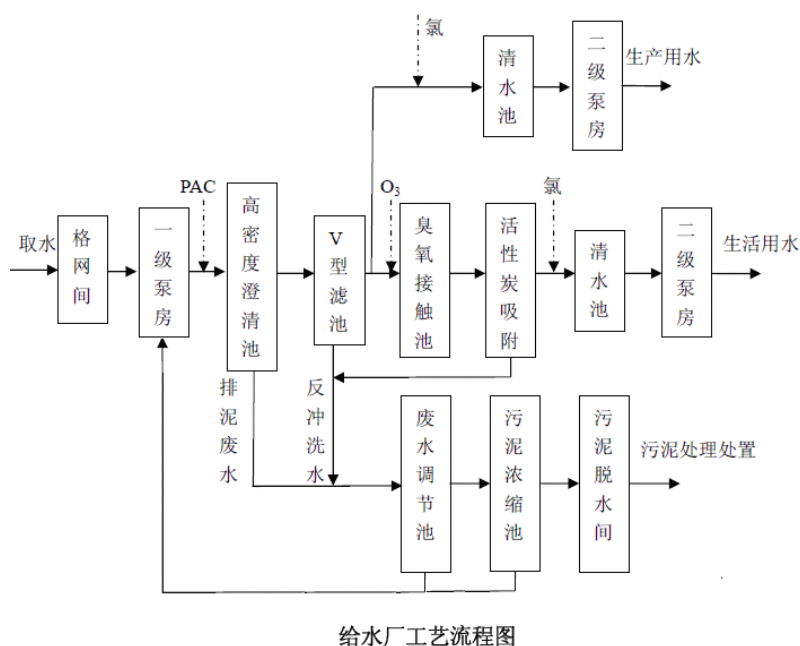 氯
清水池
二级泵房
生产用水
PAC
O₃
氯
取水
格网间
一级泵房
高密度澄清池
V型滤池
臭氧接触池
活性炭吸附
清水池
二级泵房
生活用水
排泥废水
反冲洗水
废水调节池
污泥浓缩池
污泥脱水间
污泥处理处置
给水厂工艺流程图